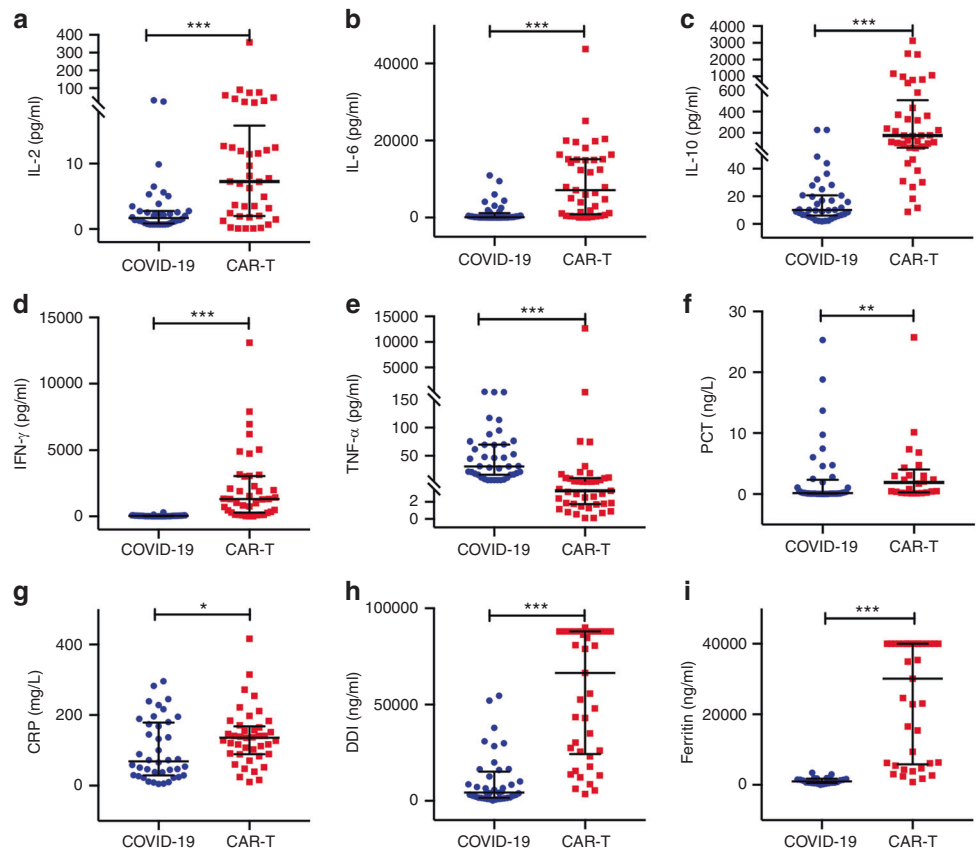 a
***
IL-2 (pg/ml)
400
300
200
100
10
0
COVID-19 CAR-T
b
***
IL-6 (pg/ml)
40000
20000
0
COVID-19 CAR-T
c
***
IL-10 (pg/ml)
4000
3000
2000
1000
600
400
200
40
20
0
COVID-19 CAR-T
d
***
IFN-γ (pg/ml)
15000
10000
5000
0
COVID-19 CAR-T
e
***
TNF-α (pg/ml)
15000
10000
5000
150
100
50
2
0
COVID-19 CAR-T
f
**
PCT (ng/L)
30
20
10
0
COVID-19 CAR-T
g
*
CRP (mg/L)
400
200
0
COVID-19 CAR-T
h
***
DDI (ng/ml)
100000
50000
0
COVID-19 CAR-T
i
***
Ferritin (ng/ml)
40000
20000
0
COVID-19 CAR-T